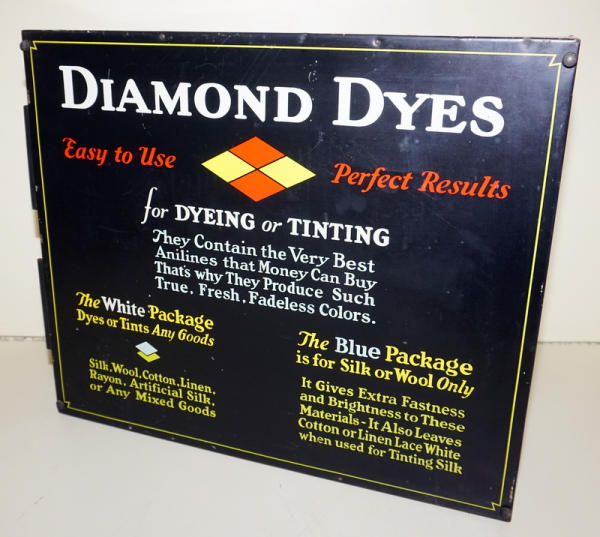 DIAMOND DYES
Easy to Use
Perfect Results
for DYEING or TINTING
They Contain the Very Best
Anilines that Money Can Buy
That's why They Produce Such
True, Fresh, Fadeless Colors.
The White Package
Dyes or Tints Any Goods
Silk, Wool, Cotton, Linen,
Rayon, Artificial Silk,
or Any Mixed Goods
The Blue Package
is for Silk or Wool Only
It Gives Extra Fastness
and Brightness to These
Materials - It Also Leaves
Cotton or Linen Lace White
when used for Tinting Silk